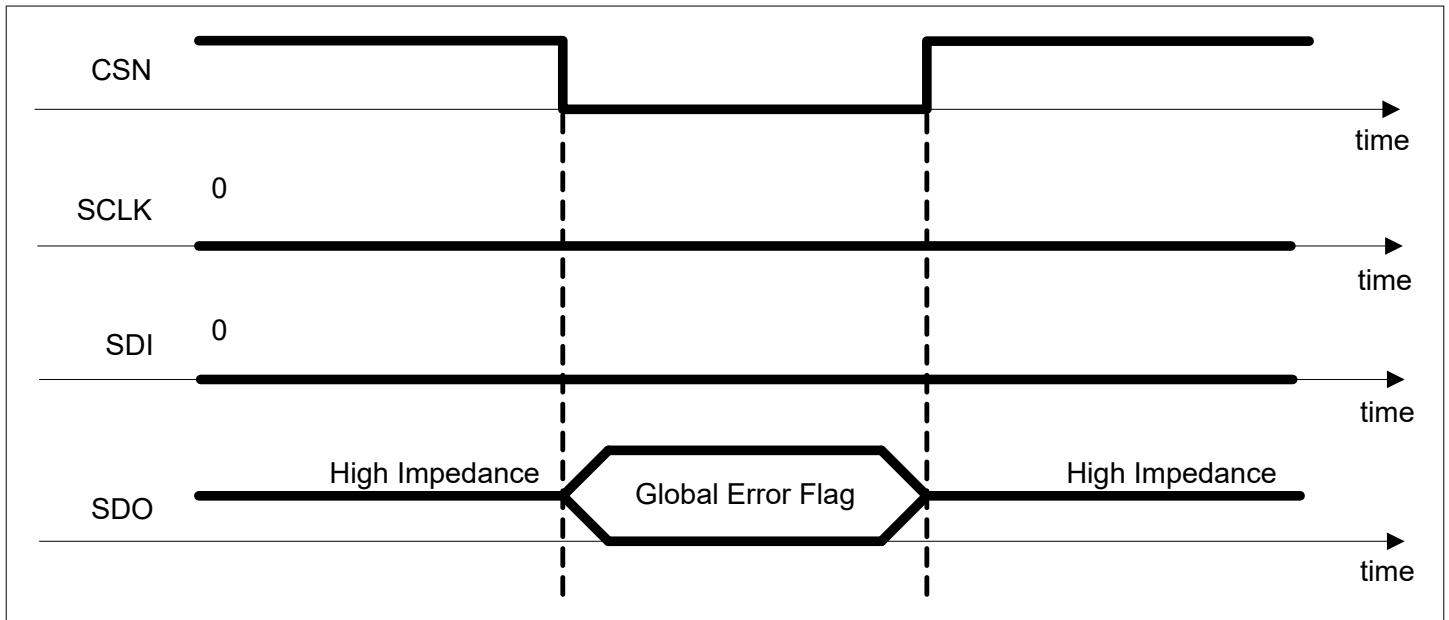 CSN
time
0
SCLK
time
0
SDI
time
High Impedance
Global Error Flag
High Impedance
SDO
time